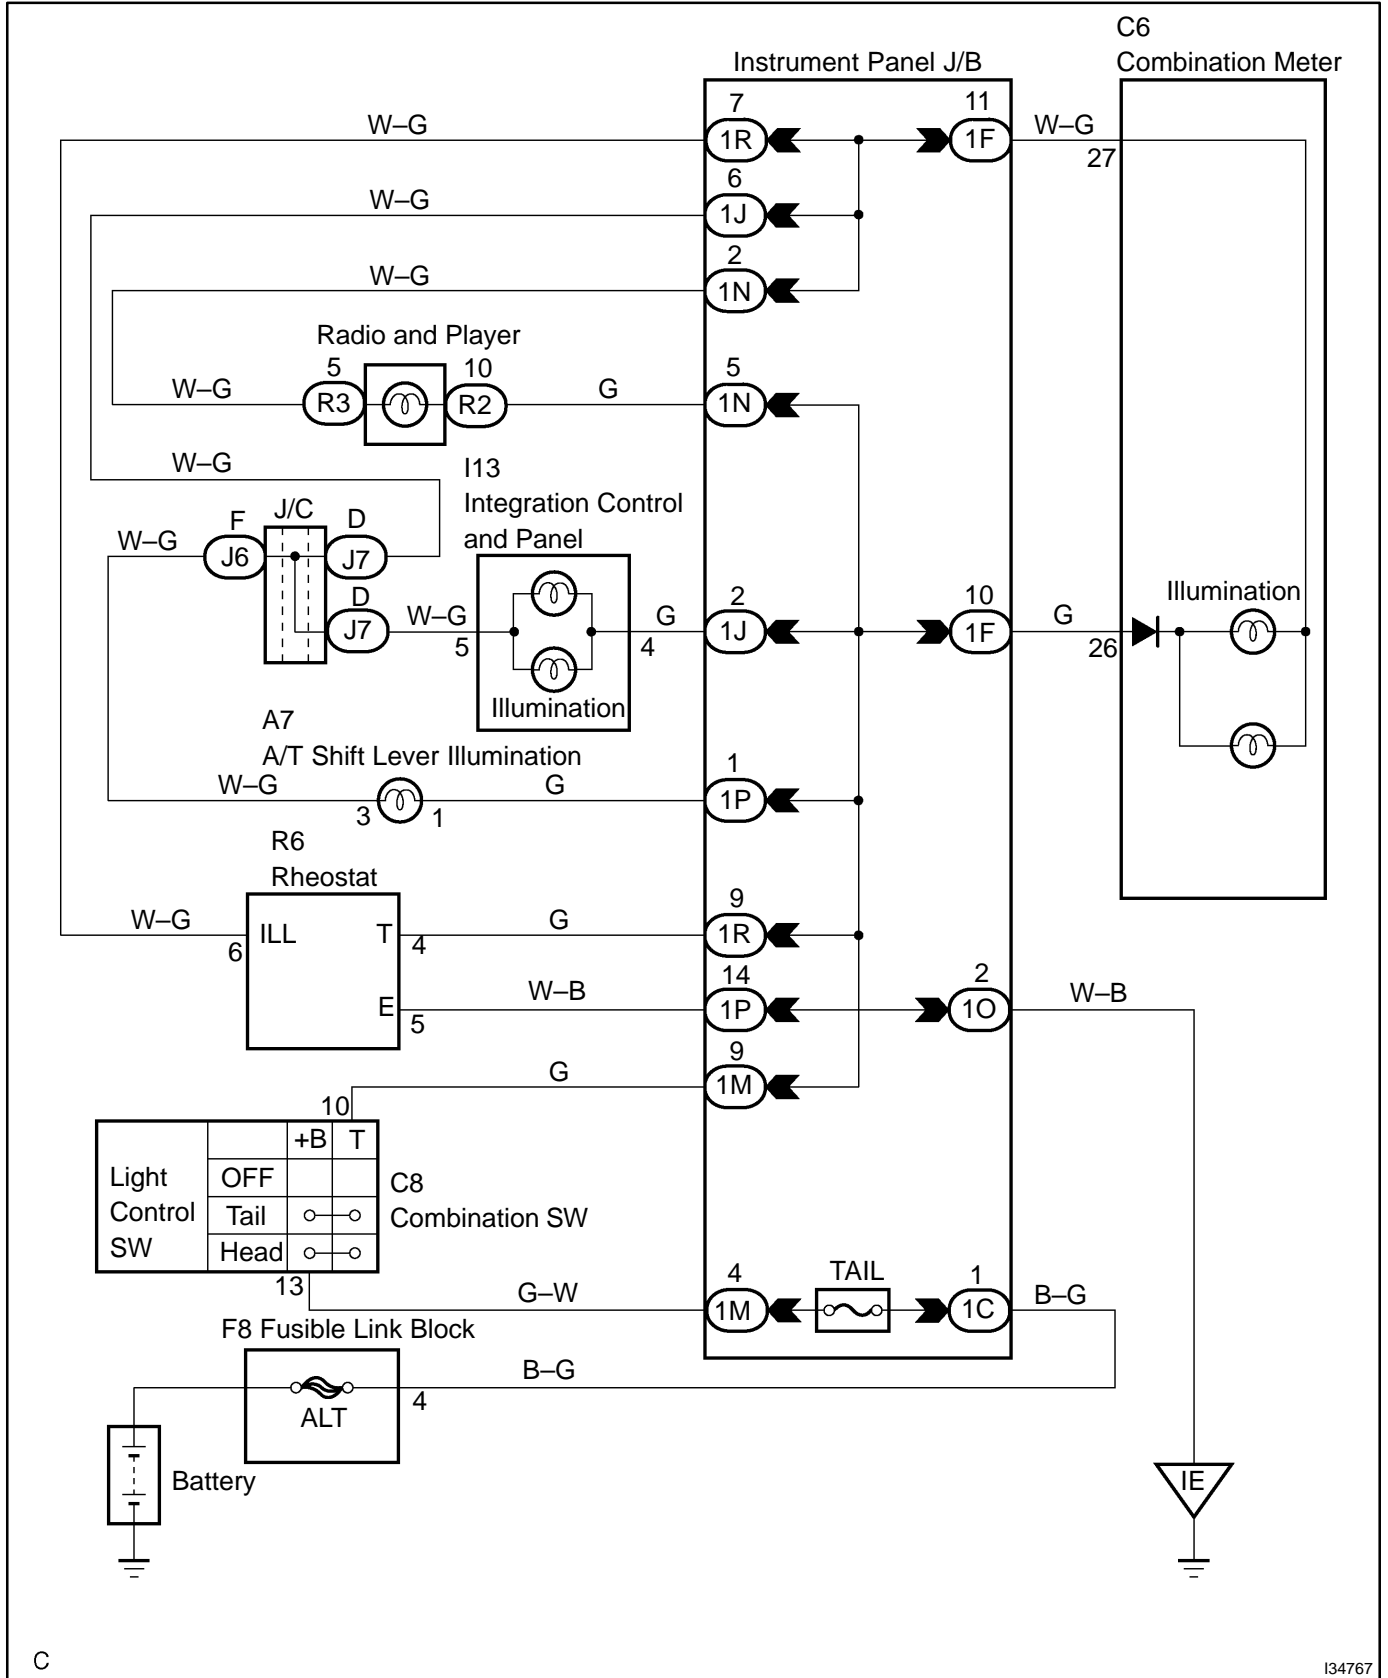 C6
Instrument Panel J/B
Combination Meter
7
11
W–G
1R
1F
W–G
27
6
W–G
1J
2
W–G
1N
Radio and Player
5
10
5
W–G
R3
R2
G
1N
W–G
I13
Integration Control
and Panel
F
J/C
D
W–G
J6
J7
D
J7
W–G
5
G
4
2
1J
10
1F
G
26
Illumination
Illumination
A7
A/T Shift Lever Illumination
W–G
3
1
G
1
1P
R6
Rheostat
W–G
6
ILL
T
4
G
9
1R
E
5
W–B
14
1P
2
1O
W–B
G
9
1M
10
+B
T
Light
Control
SW
OFF
Tail
Head
C8
Combination SW
13
G–W
4
1M
TAIL
1
1C
B–G
F8 Fusible Link Block
B–G
4
ALT
Battery
IE
C
I34767